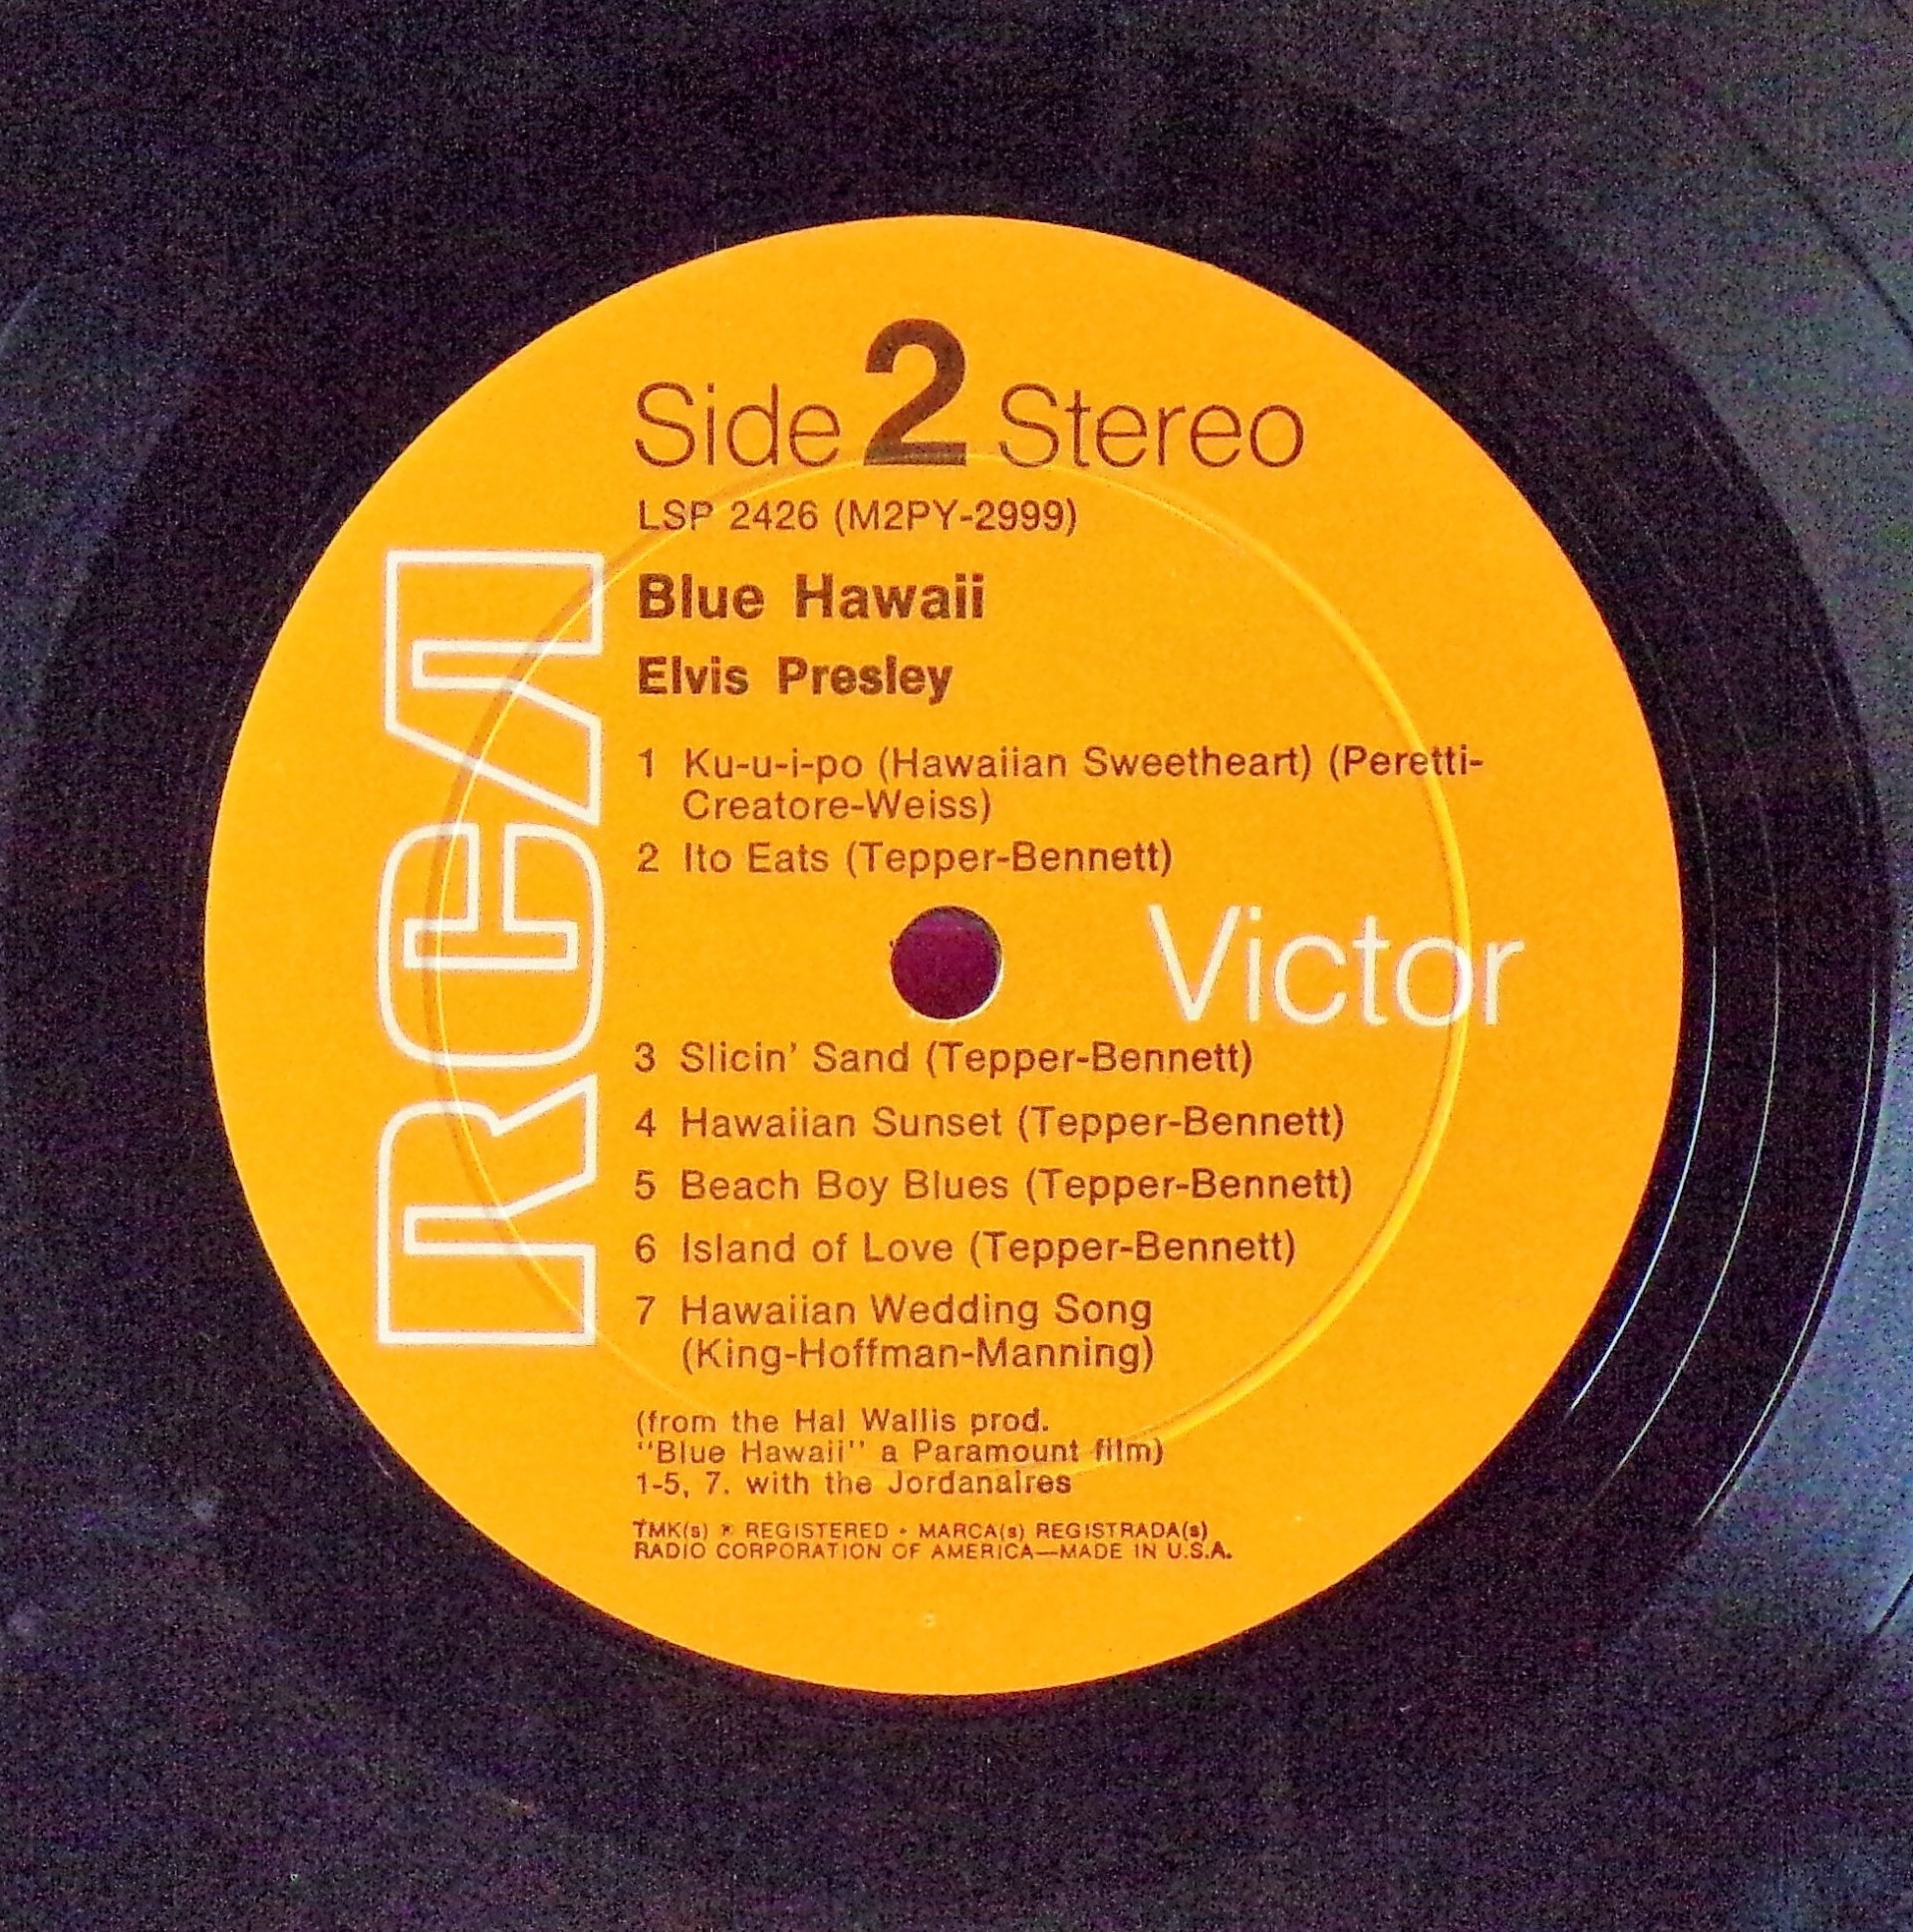 Side 2 Stereo
LSP 2426 (M2PY-2999)
Blue Hawaii
Elvis Presley
1 Ku-u-i-po (Hawaiian Sweetheart) (Peretti-
Creatore-Weiss)
2 Ito Eats (Tepper-Bennett)
RCA
Victor
3 Slicin' Sand (Tepper-Bennett)
4 Hawaiian Sunset (Tepper-Bennett)
5 Beach Boy Blues (Tepper-Bennett)
6 Island of Love (Tepper-Bennett)
7 Hawaiian Wedding Song
(King-Hoffman-Manning)
(from the Hal Wallis prod.
"Blue Hawaii" a Paramount film)
1-5, 7. with the Jordanaires
TMK(s) ® REGISTERED • MARCA(s) REGISTRADA(s)
RADIO CORPORATION OF AMERICA—MADE IN U.S.A.